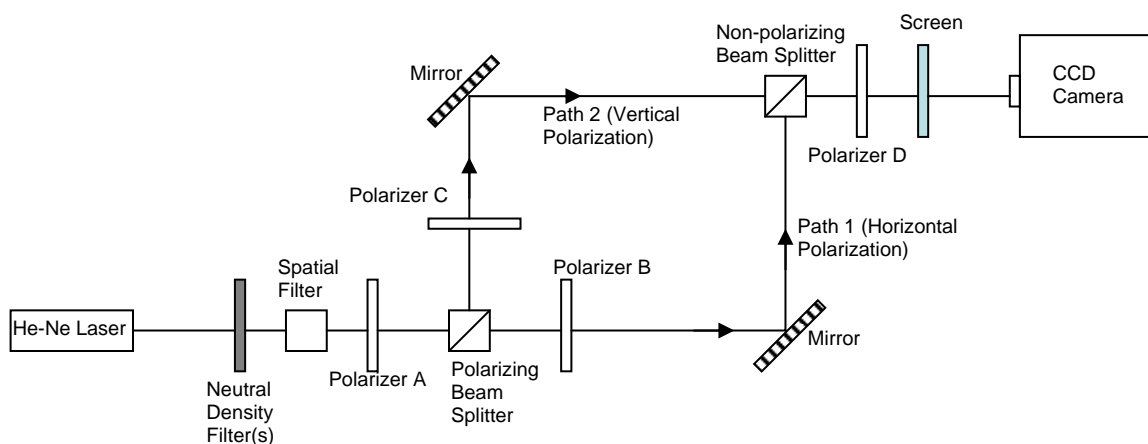 Screen
Non-polarizing
Beam Splitter
CCD
Camera
Mirror
Path 2 (Vertical
Polarization)
Polarizer D
Polarizer C
Path 1 (Horizontal
Polarization)
Spatial
Filter
Polarizer B
He-Ne Laser
Mirror
Polarizer A
Polarizing
Beam
Splitter
Neutral
Density
Filter(s)